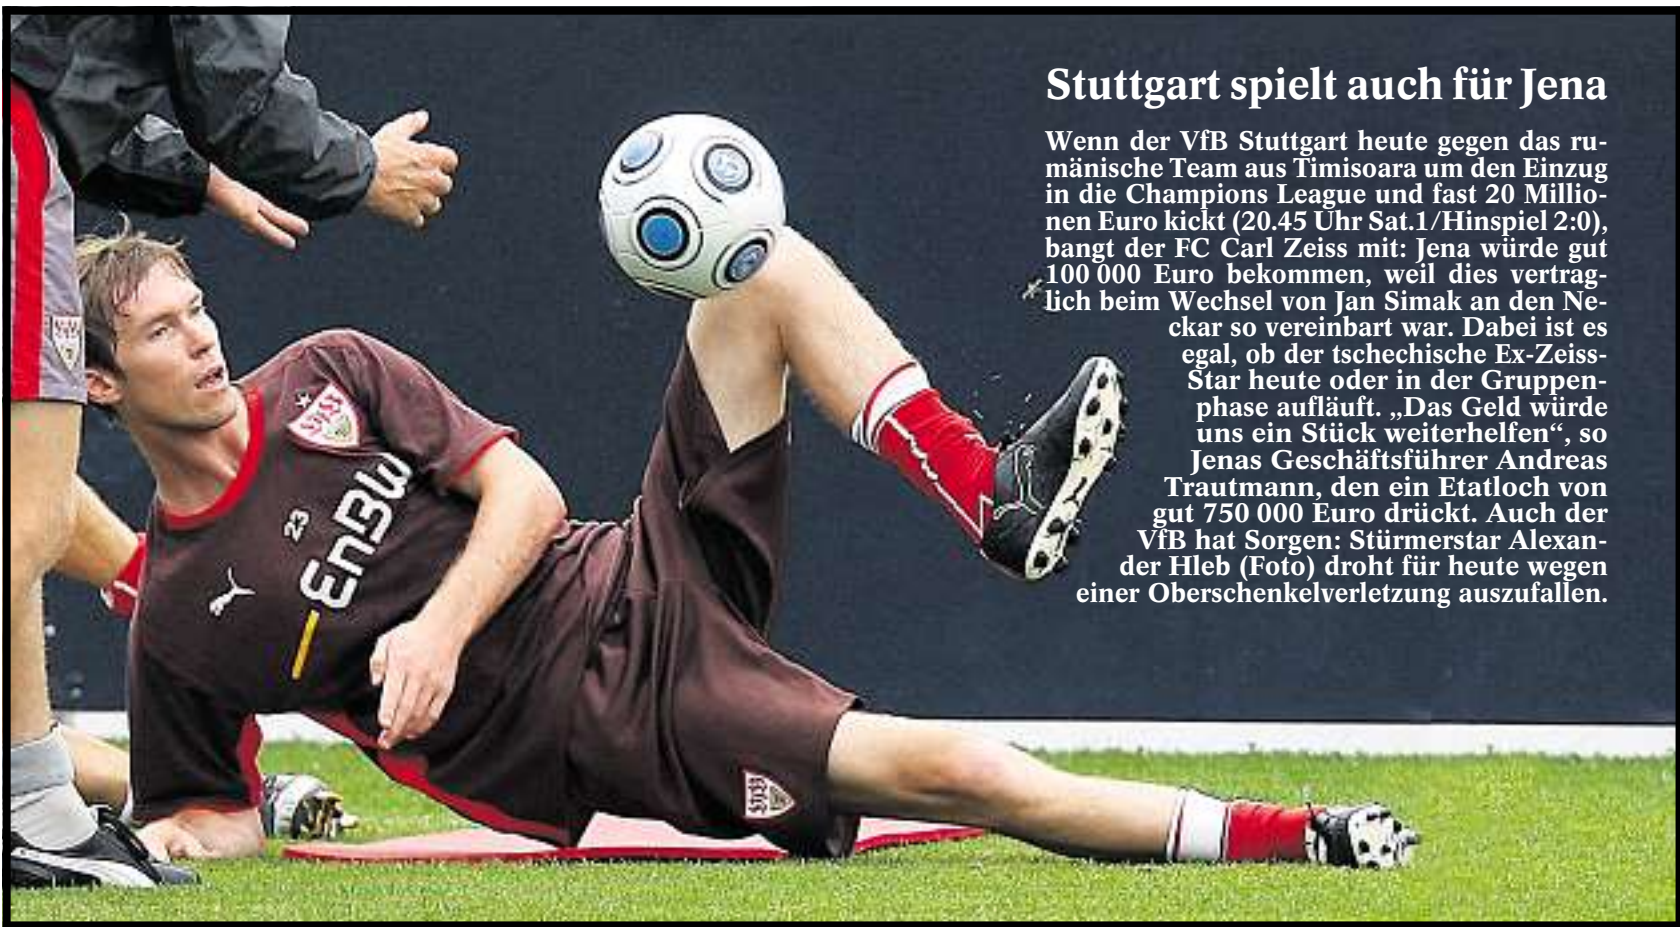 Stuttgart spielt auch für Jena
Wenn der VfB Stuttgart heute gegen das ru-
mänische Team aus Timisoara um den Einzug
in die Champions League und fast 20 Millio-
nen Euro kickt (20.45 Uhr Sat.1/Hinspiel 2:0),
bangt der FC Carl Zeiss mit: Jena würde gut
100 000 Euro bekommen, weil dies vertrag-
lich beim Wechsel von Jan Simak an den Ne-
ckar so vereinbart war. Dabei ist es
egal, ob der tschechische Ex-Zeiss-
Star heute oder in der Gruppen-
phase aufläuft. „Das Geld würde
uns ein Stück weiterhelfen“, so
Jenas Geschäftsführer Andreas
Trautmann, den ein Etatloch von
gut 750 000 Euro drückt. Auch der
VfB hat Sorgen: Stürmerstar Alexan-
der Hleb (Foto) droht für heute wegen
einer Oberschenkelverletzung auszufallen.
23
EnBW
VfB
VfB